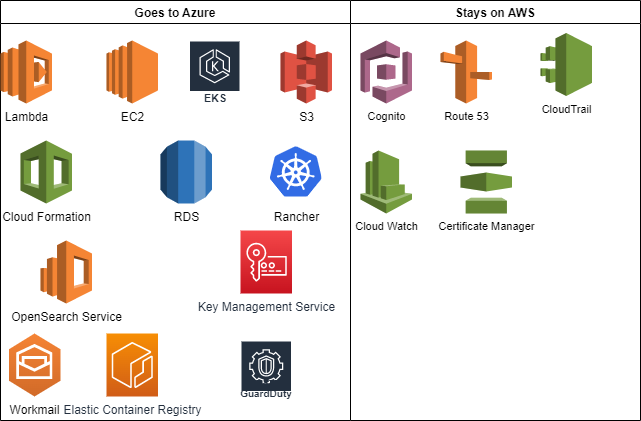 Goes to Azure
Stays on AWS
Lambda
EC2
EKS
S3
Cognito
Route 53
CloudTrail
Cloud Formation
RDS
Rancher
Cloud Watch
Certificate Manager
OpenSearch Service
Key Management Service
Workmail
Elastic Container Registry
GuardDuty